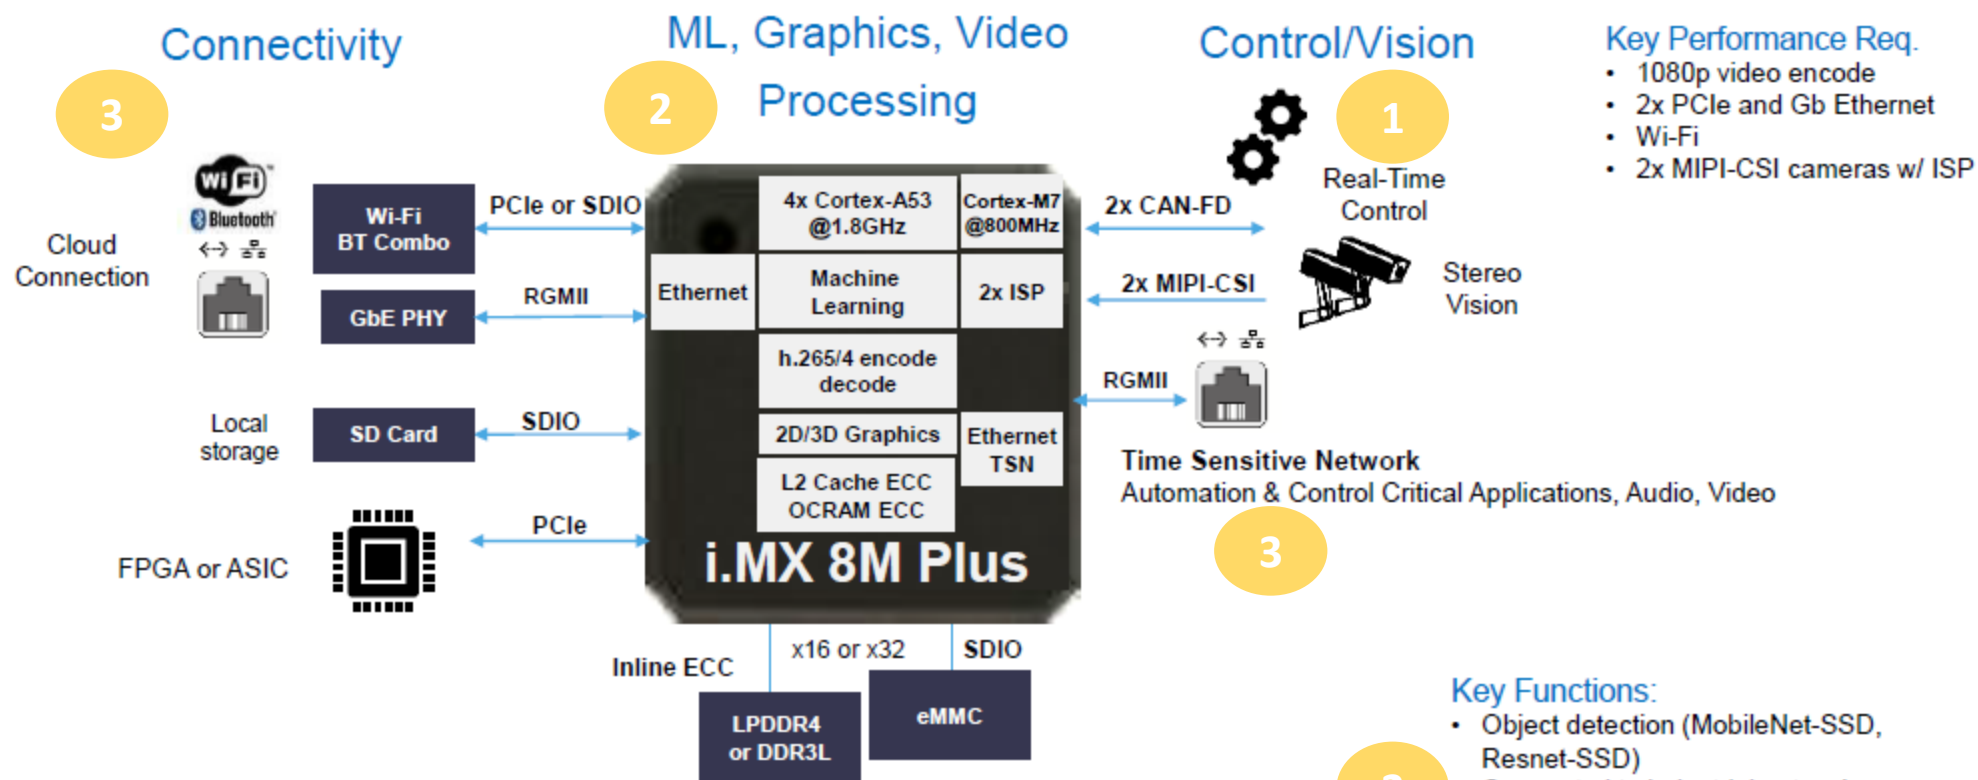 Connectivity
3
WiFi
Bluetooth
Cloud
Connection
Wi-Fi
BT Combo
PCIe or SDIO
GbE PHY
RGMII
Local
storage
SD Card
SDIO
FPGA or ASIC
PCIe
ML, Graphics, Video
Processing
2
4x Cortex-A53
@1.8GHz
Cortex-M7
@800MHz
Ethernet
Machine
Learning
2x ISP
h.265/4 encode
decode
2D/3D Graphics
Ethernet
TSN
L2 Cache ECC
OCRAM ECC
i.MX 8M Plus
Inline ECC
x16 or x32
SDIO
LPDDR4
or DDR3L
eMMC
Control/Vision
1
Real-Time
Control
2x CAN-FD
2x MIPI-CSI
Stereo
Vision
RGMII
Time Sensitive Network
Automation & Control Critical Applications, Audio, Video
3
Key Performance Req.
• 1080p video encode
• 2x PCIe and Gb Ethernet
• Wi-Fi
• 2x MIPI-CSI cameras w/ ISP
Key Functions:
• Object detection (MobileNet-SSD,
Resnet-SSD)